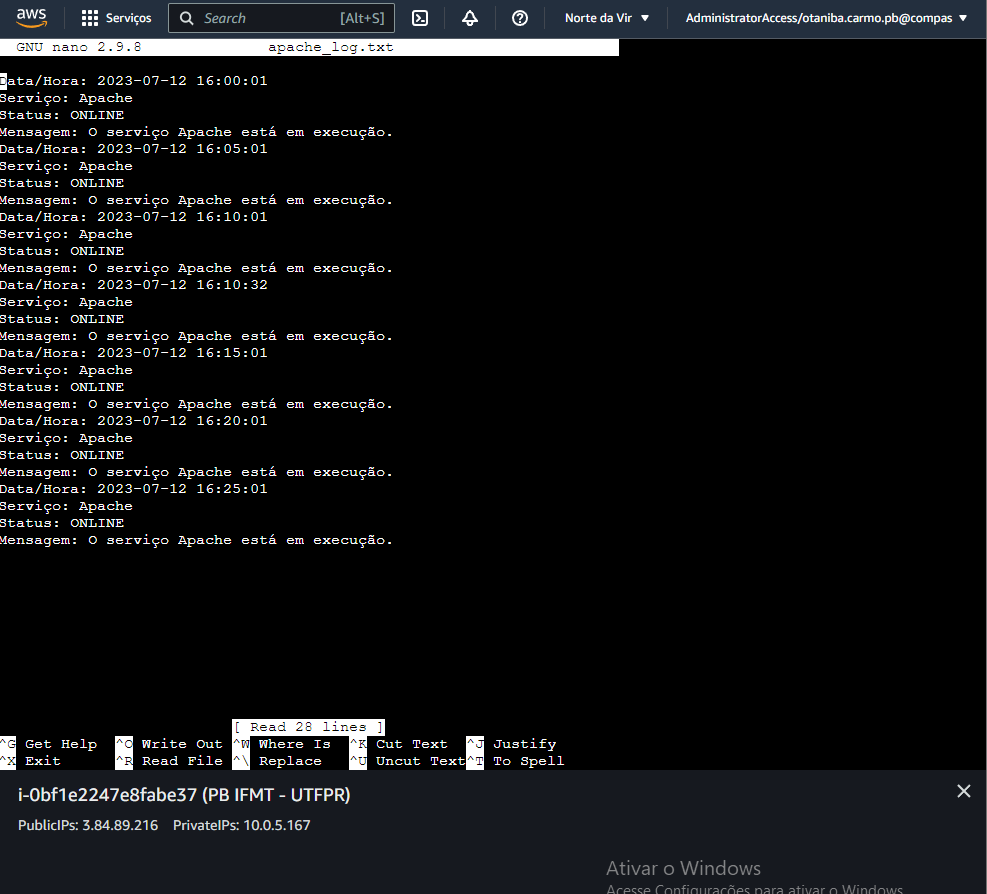 aws Serviços Search [Alt+S] Norte da Vir AdministratorAccess/otaniba.carmo.pb@compas
GNU nano 2.9.8 apache_log.txt
Data/Hora: 2023-07-12 16:00:01
Serviço: Apache
Status: ONLINE
Mensagem: O serviço Apache está em execução.
Data/Hora: 2023-07-12 16:05:01
Serviço: Apache
Status: ONLINE
Mensagem: O serviço Apache está em execução.
Data/Hora: 2023-07-12 16:10:01
Serviço: Apache
Status: ONLINE
Mensagem: O serviço Apache está em execução.
Data/Hora: 2023-07-12 16:10:32
Serviço: Apache
Status: ONLINE
Mensagem: O serviço Apache está em execução.
Data/Hora: 2023-07-12 16:15:01
Serviço: Apache
Status: ONLINE
Mensagem: O serviço Apache está em execução.
Data/Hora: 2023-07-12 16:20:01
Serviço: Apache
Status: ONLINE
Mensagem: O serviço Apache está em execução.
Data/Hora: 2023-07-12 16:25:01
Serviço: Apache
Status: ONLINE
Mensagem: O serviço Apache está em execução.
[ Read 28 lines ]
^G Get Help ^O Write Out ^W Where Is ^K Cut Text ^J Justify
^X Exit ^R Read File ^\ Replace ^U Uncut Text ^T To Spell
i-0bf1e2247e8fabe37 (PB IFMT - UTFPR)
PublicIPs: 3.84.89.216 PrivateIPs: 10.0.5.167
Ativar o Windows
Acesse Configurações para ativar o Windows.